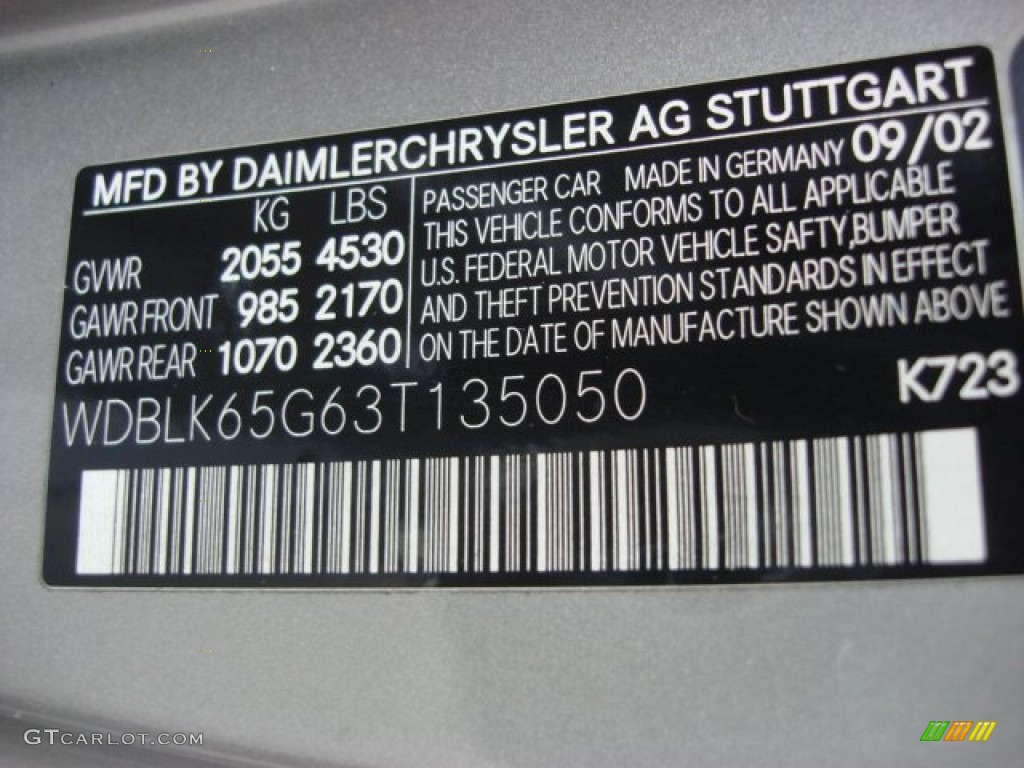 MFD BY DAIMLERCHRYSLER AG STUTTGART
KG LBS
GVWR 2055 4530
GAWR FRONT 985 2170
GAWR REAR 1070 2360
PASSENGER CAR MADE IN GERMANY 09/02
THIS VEHICLE CONFORMS TO ALL APPLICABLE
U.S. FEDERAL MOTOR VEHICLE SAFTY,BUMPER
AND THEFT PREVENTION STANDARDS IN EFFECT
ON THE DATE OF MANUFACTURE SHOWN ABOVE
WDBLK65G63T135050
K723
GTCARLOT.COM